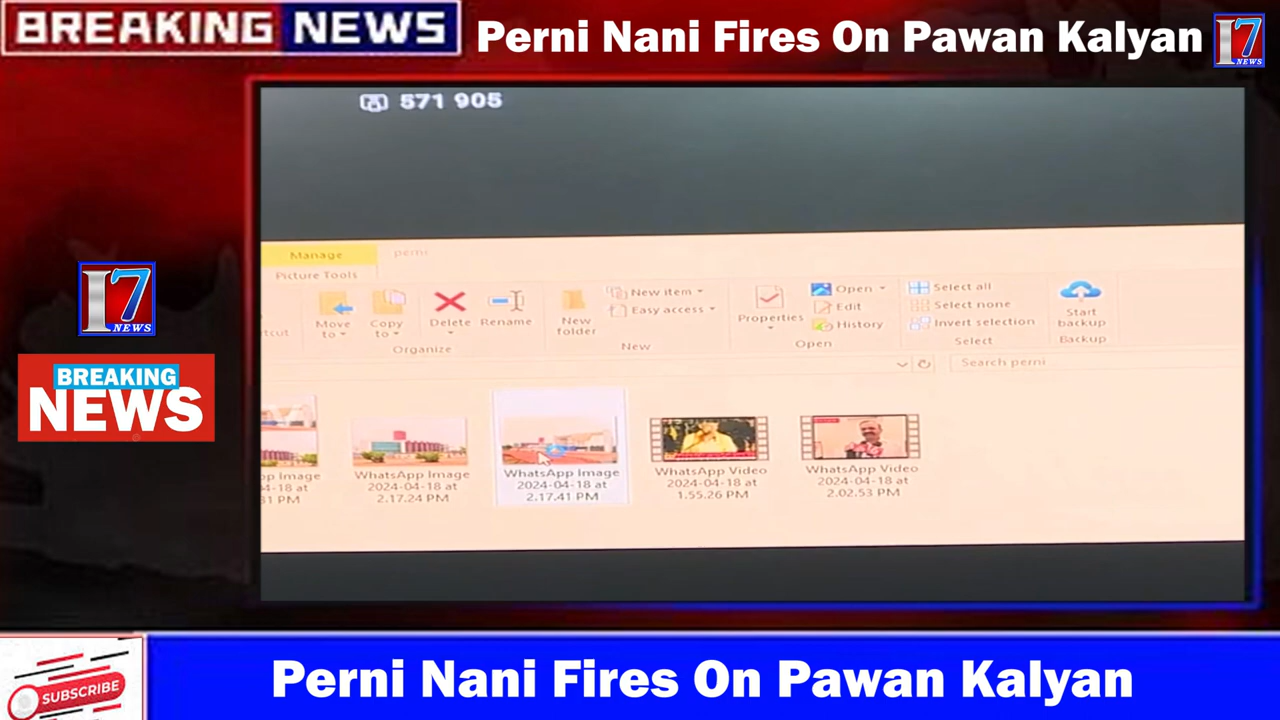 BREAKING NEWS
Perni Nani Fires On Pawan Kalyan
I7
NEWS
571 905
Manage
perni
Picture Tools
Move to
Copy to
Delete
Rename
New folder
New item
Easy access
Properties
Open
Edit
History
Select all
Select none
Invert selection
Start backup
Organize
New
Open
Select
Backup
Search perni
I7
NEWS
BREAKING
NEWS
WhatsApp Image
2024-04-18 at
2.17.24 PM
WhatsApp Image
2024-04-18 at
2.17.41 PM
WhatsApp Video
2024-04-18 at
1.55.26 PM
WhatsApp Video
2024-04-18 at
2.02.53 PM
SUBSCRIBE
Perni Nani Fires On Pawan Kalyan